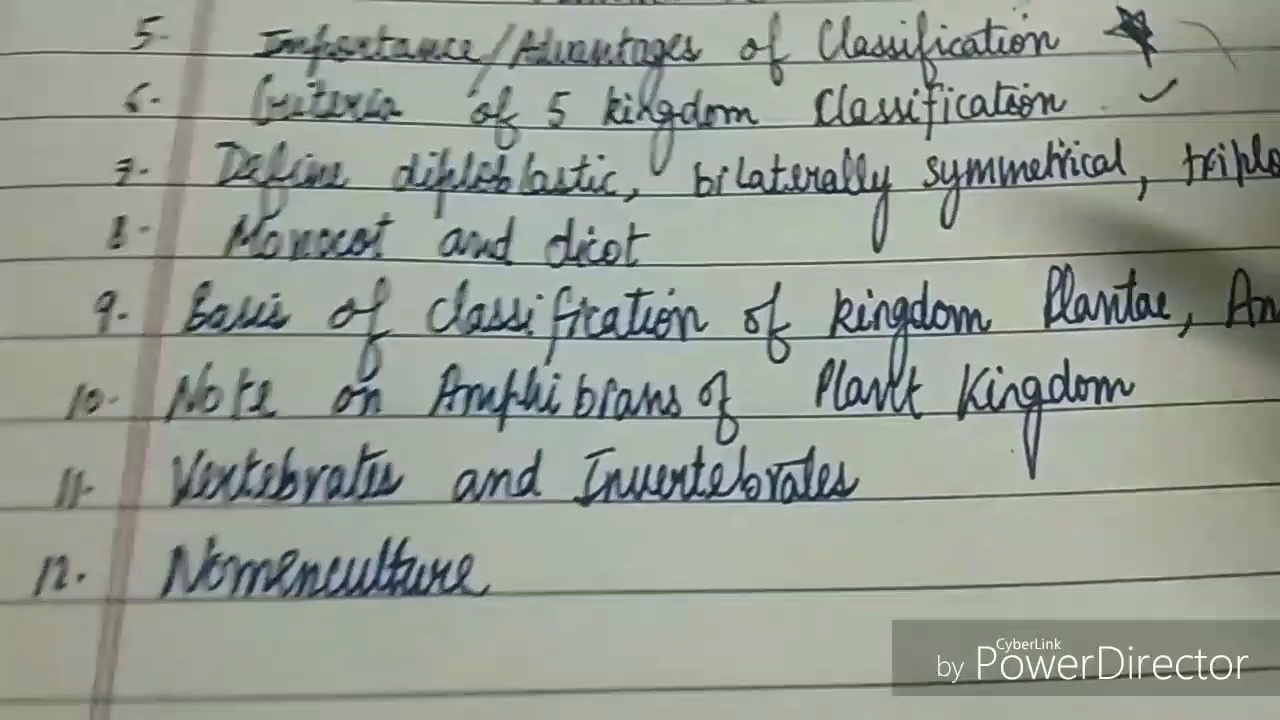 5. Importance/Advantages of Classification
6. Criteria of 5 kingdom Classification
7. Define diploblastic, bilaterally symmetrical, triplo
8. Monocot and dicot
9. Basis of classification of kingdom Plantae, An
10. Note on Amphibians of Plant Kingdom
11. Vertebrates and Invertebrates
12. Nomenculture
CyberLink
by PowerDirector